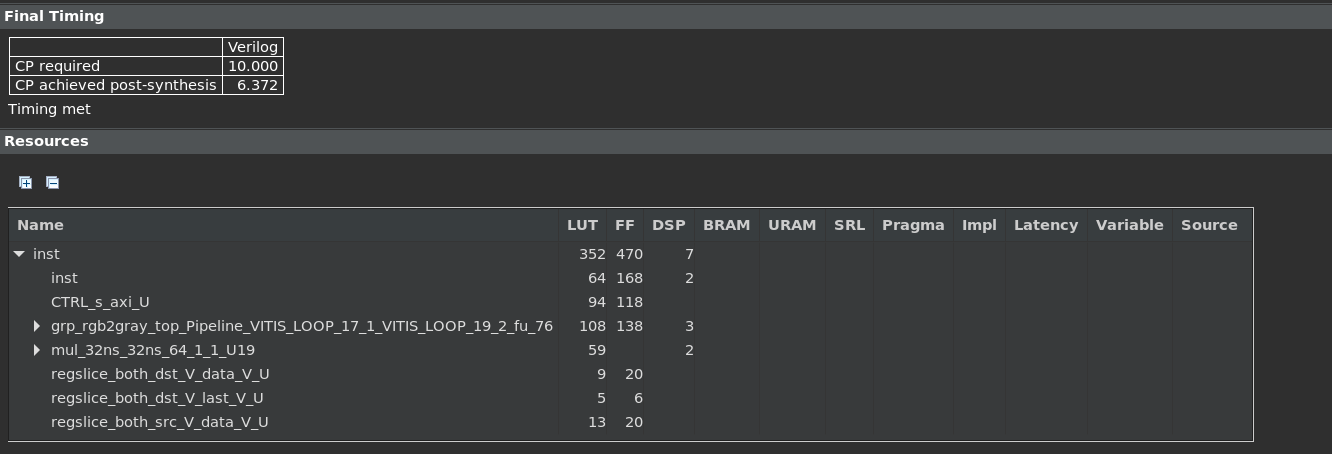 Final Timing
Verilog
CP required 10.000
CP achieved post-synthesis 6.372
Timing met
Resources
Name LUT FF DSP BRAM URAM SRL Pragma Impl Latency Variable Source
inst 352 470 7
inst 64 168 2
CTRL_s_axi_U 94 118
grp_rgb2gray_top_Pipeline_VITIS_LOOP_17_1_VITIS_LOOP_19_2_fu_76 108 138 3
mul_32ns_32ns_64_1_1_U19 59 2
regslice_both_dst_V_data_V_U 9 20
regslice_both_dst_V_last_V_U 5 6
regslice_both_src_V_data_V_U 13 20